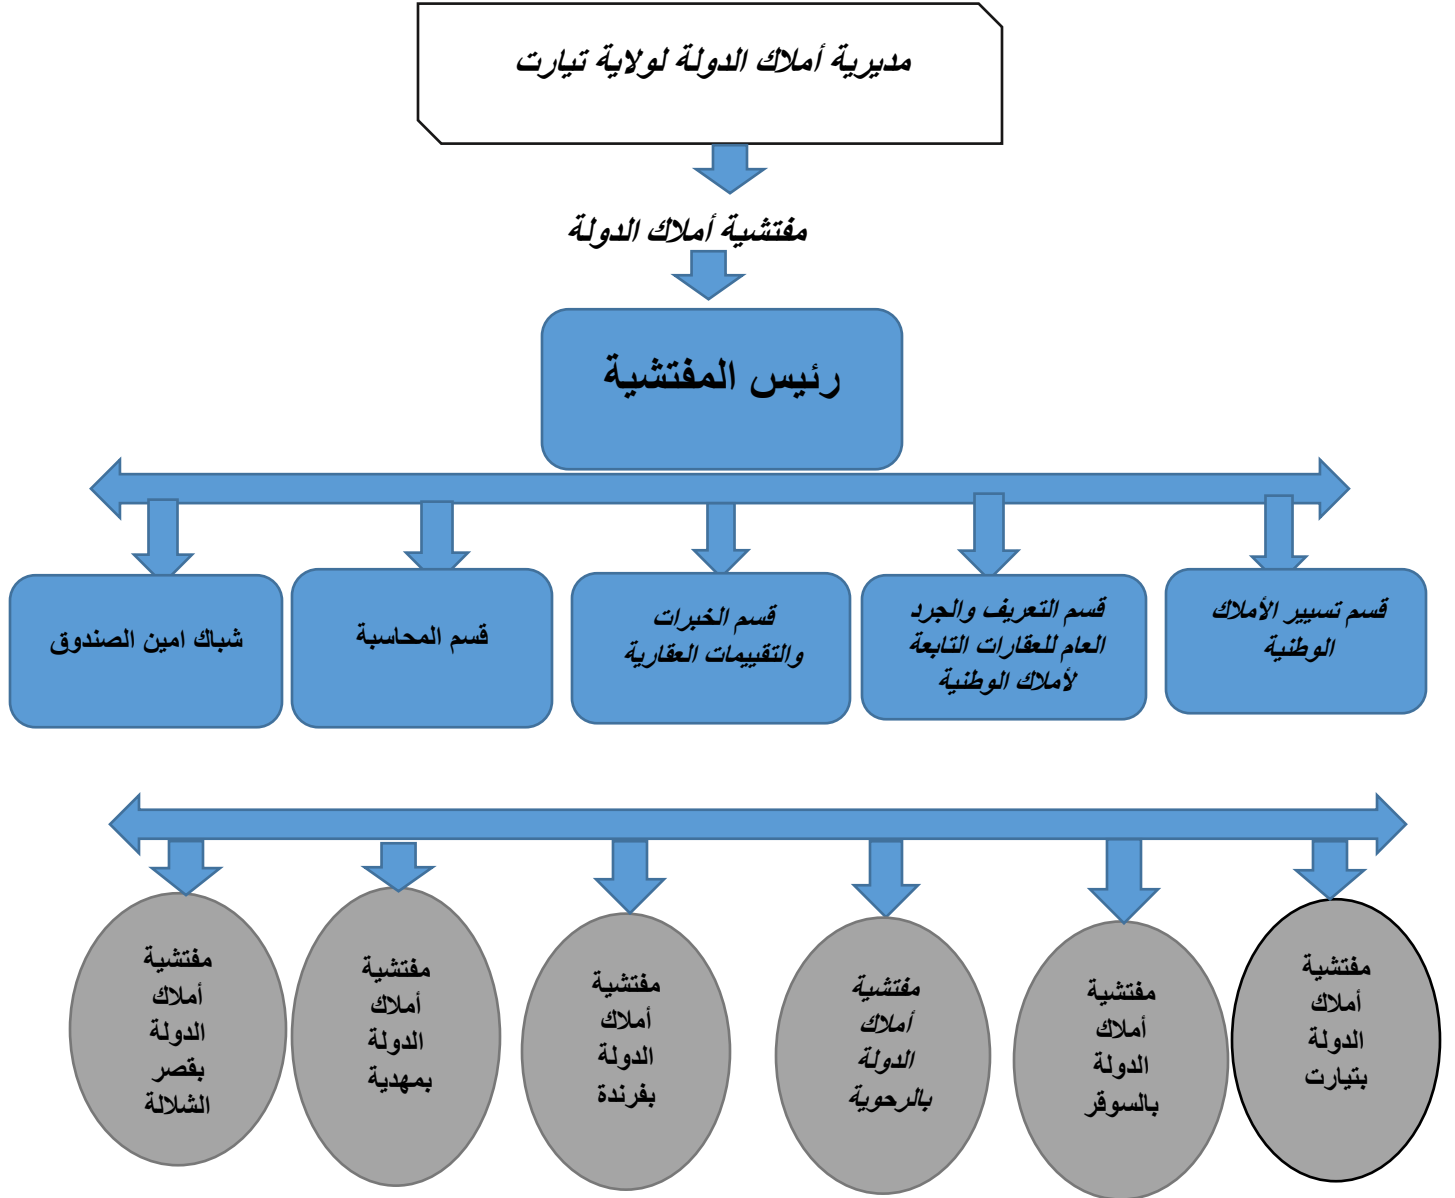 مديرية أملاك الدولة لولاية تيارت
مفتشية أملاك الدولة
رئيس المفتشية
قسم تسيير الأملاك
الوطنية
قسم التعريف والجرد
العام للعقارات التابعة
لأملاك الوطنية
قسم الخبرات
والتقييمات العقارية
قسم المحاسبة
شباك امين الصندوق
مفتشية
أملاك
الدولة
بتيارت
مفتشية
أملاك
الدولة
بالسوقر
مفتشية
أملاك
الدولة
بالرحوية
مفتشية
أملاك
الدولة
بفرندة
مفتشية
أملاك
الدولة
بمهدية
مفتشية
أملاك
الدولة
بقصر
الشلالة